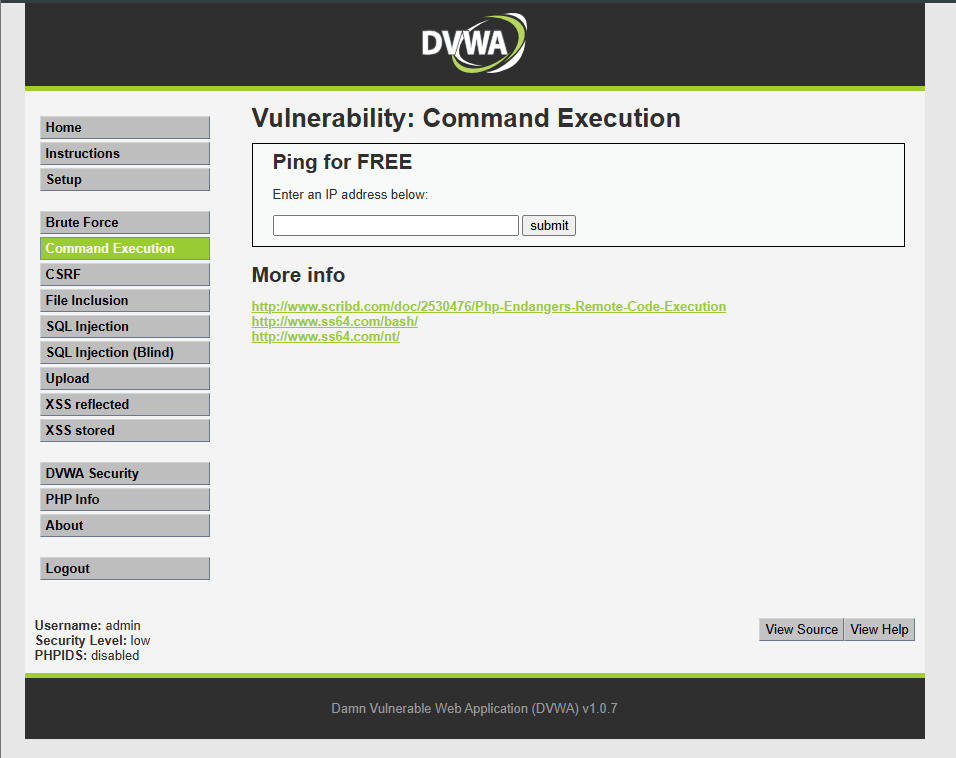 DVWA
Home
Instructions
Setup
Brute Force
Command Execution
CSRF
File Inclusion
SQL Injection
SQL Injection (Blind)
Upload
XSS reflected
XSS stored
DVWA Security
PHP Info
About
Logout
Vulnerability: Command Execution
Ping for FREE
Enter an IP address below:
submit
More info
http://www.scribd.com/doc/2530476/Php-Endangers-Remote-Code-Execution
http://www.ss64.com/bash/
http://www.ss64.com/nt/
Username: admin
Security Level: low
PHPIDS: disabled
View Source View Help
Damn Vulnerable Web Application (DVWA) v1.0.7